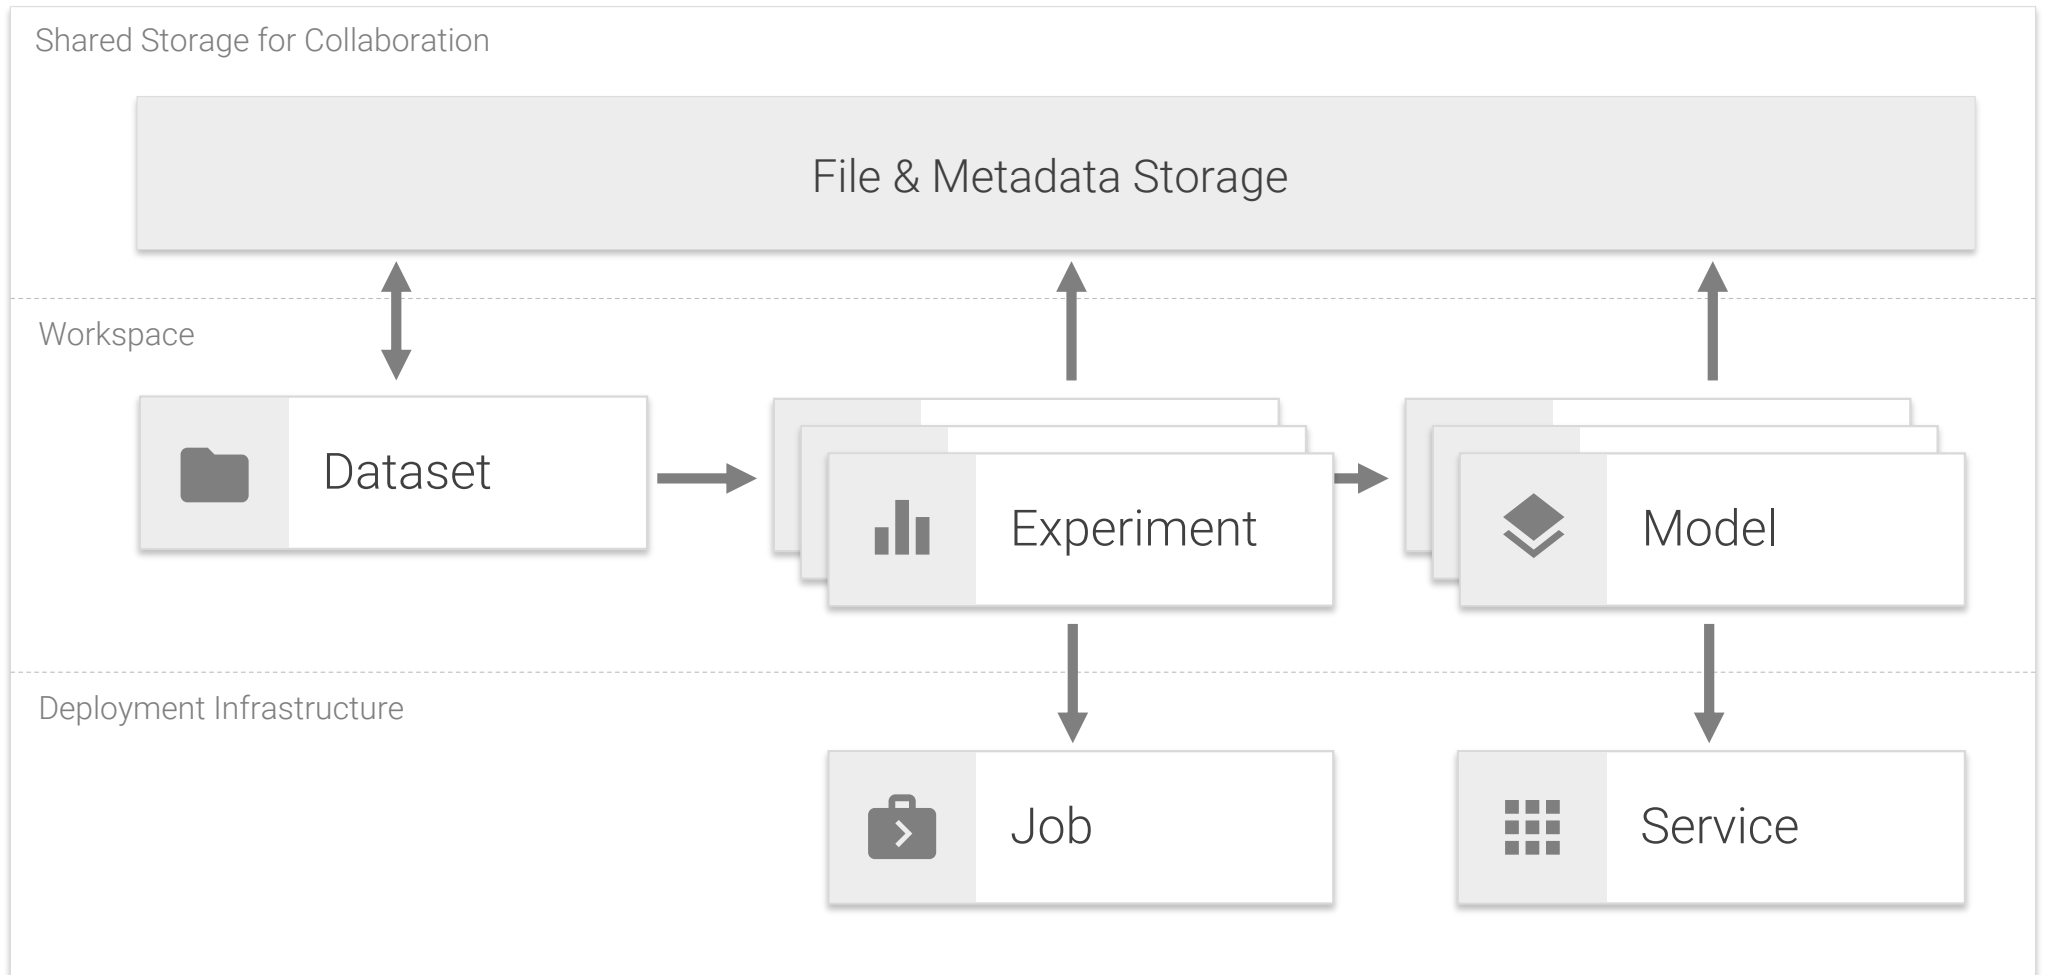 Shared Storage for Collaboration
File & Metadata Storage
Workspace
Dataset
Experiment
Model
Deployment Infrastructure
Job
Service